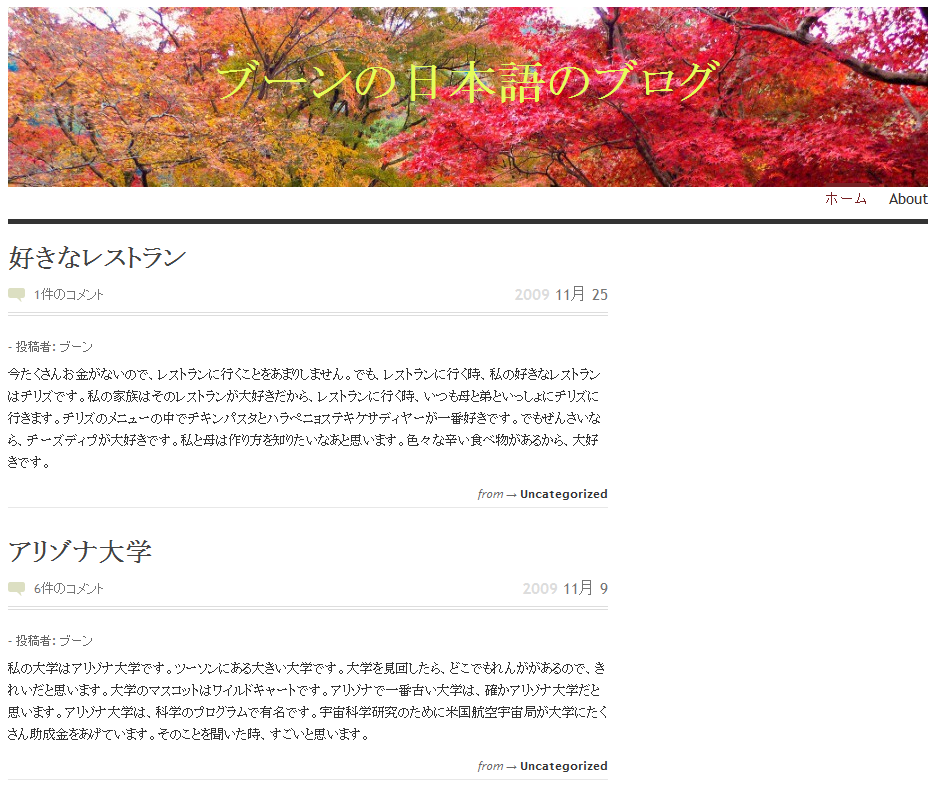 ブーンの日本語のブログ
ホーム About
好きなレストラン
1件のコメント 2009 11月 25
- 投稿者: ブーン
今たくさんお金がないので、レストランに行くことをあまりしません。でも、レストランに行く時、私の好きなレストラン
はチリズです。私の家族はそのレストランが大好きだから、レストランに行く時、いつも母と弟といっしょにチリズに
行きます。チリズのメニューの中でチキンパスタとハラペニョステキケサディヤーが一番好きです。でもぜんさいな
ら、チーズディプが大好きです。私と母は作り方を知りたいなあと思います。色々な辛い食べ物があるから、大好
きです。
from → Uncategorized
アリゾナ大学
6件のコメント 2009 11月 9
- 投稿者: ブーン
私の大学はアリゾナ大学です。ツーソンにある大きい大学です。大学を見回したら、どこでもれんががあるので、き
れいだと思います。大学のマスコットはワイルドキャートです。アリゾナで一番古い大学は、確かアリゾナ大学だと
思います。アリゾナ大学は、科学のプログラムで有名です。宇宙科学研究のために米国航空宇宙局が大学にたく
さん助成金をあげています。そのことを聞いた時、すごいと思います。
from → Uncategorized